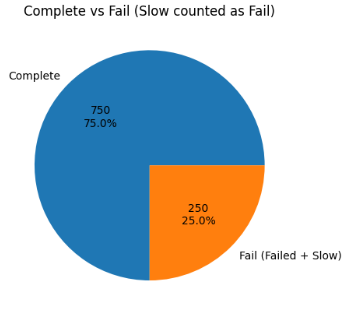 Complete vs Fail (Slow counted as Fail)
Complete
750
75.0%
250
25.0%
Fail (Failed + Slow)